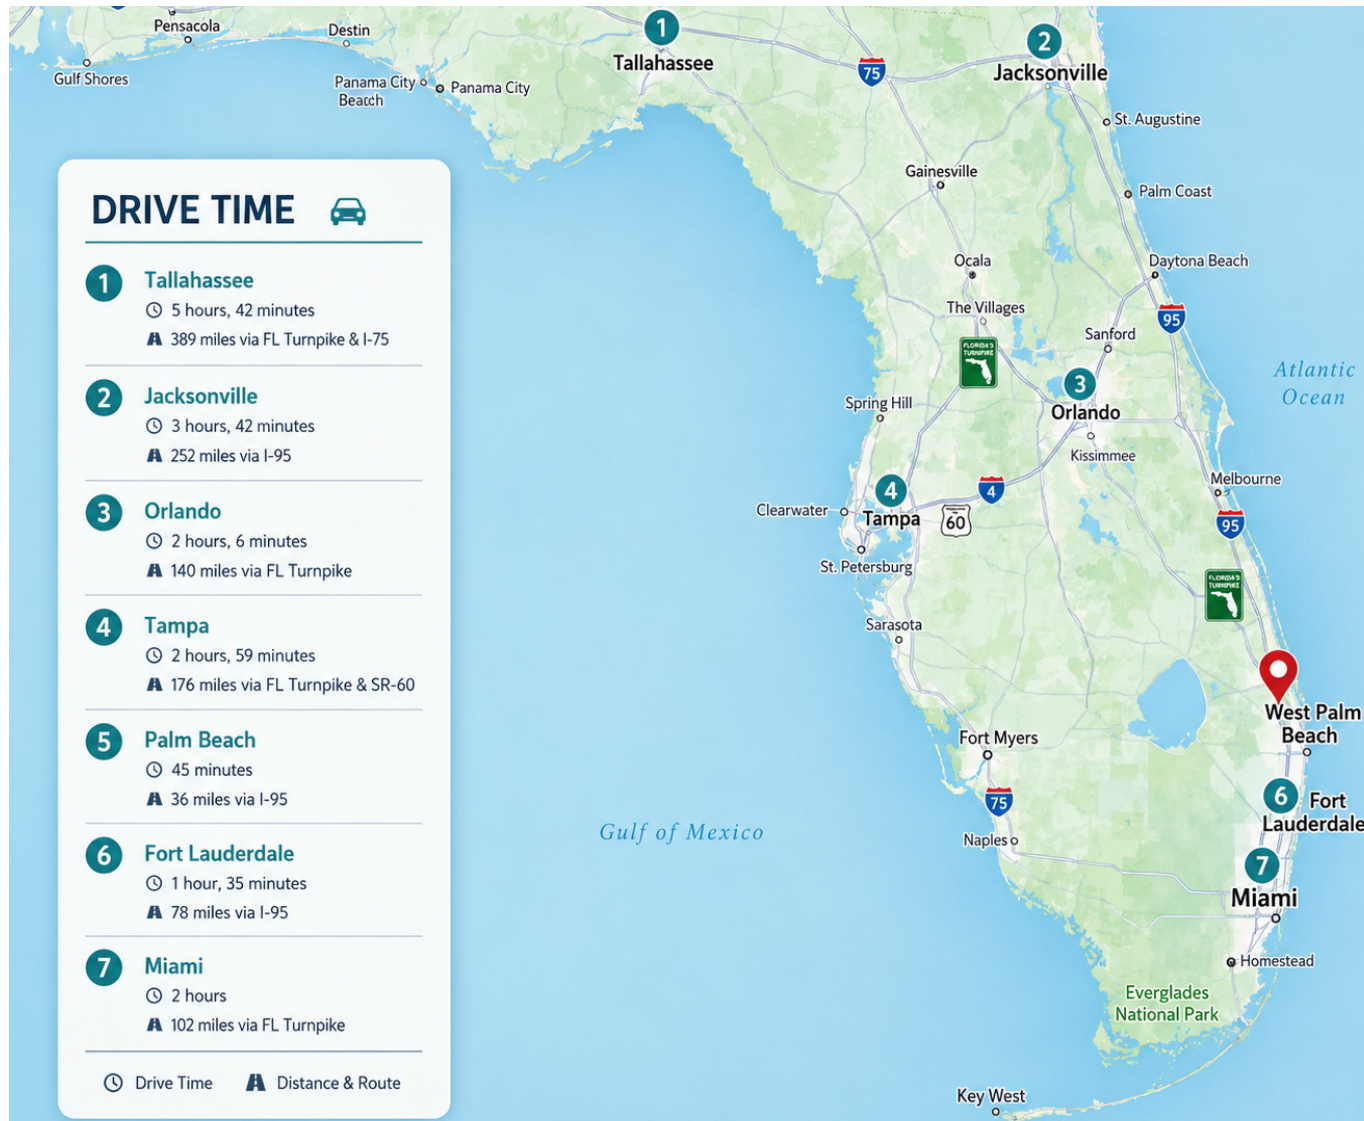 Pensacola
Destin
Gulf Shores
Panama City
Beach
Panama City
1
Tallahassee
75
2
Jacksonville
St. Augustine
Gainesville
Palm Coast
Ocala
Daytona Beach
The Villages
95
Sanford
FLORIDA'S
TURNPIKE
3
Orlando
Atlantic
Ocean
Spring Hill
Kissimmee
4
Tampa
4
60
Clearwater
St. Petersburg
Melbourne
95
FLORIDA'S
TURNPIKE
Sarasota
West Palm
Beach
Fort Myers
75
6
Fort
Lauderdale
Gulf of Mexico
Naples
7
Miami
Homestead
Everglades
National Park
Key West
DRIVE TIME
1
Tallahassee
5 hours, 42 minutes
389 miles via FL Turnpike & I-75
2
Jacksonville
3 hours, 42 minutes
252 miles via I-95
3
Orlando
2 hours, 6 minutes
140 miles via FL Turnpike
4
Tampa
2 hours, 59 minutes
176 miles via FL Turnpike & SR-60
5
Palm Beach
45 minutes
36 miles via I-95
6
Fort Lauderdale
1 hour, 35 minutes
78 miles via I-95
7
Miami
2 hours
102 miles via FL Turnpike
Drive Time
Distance & Route